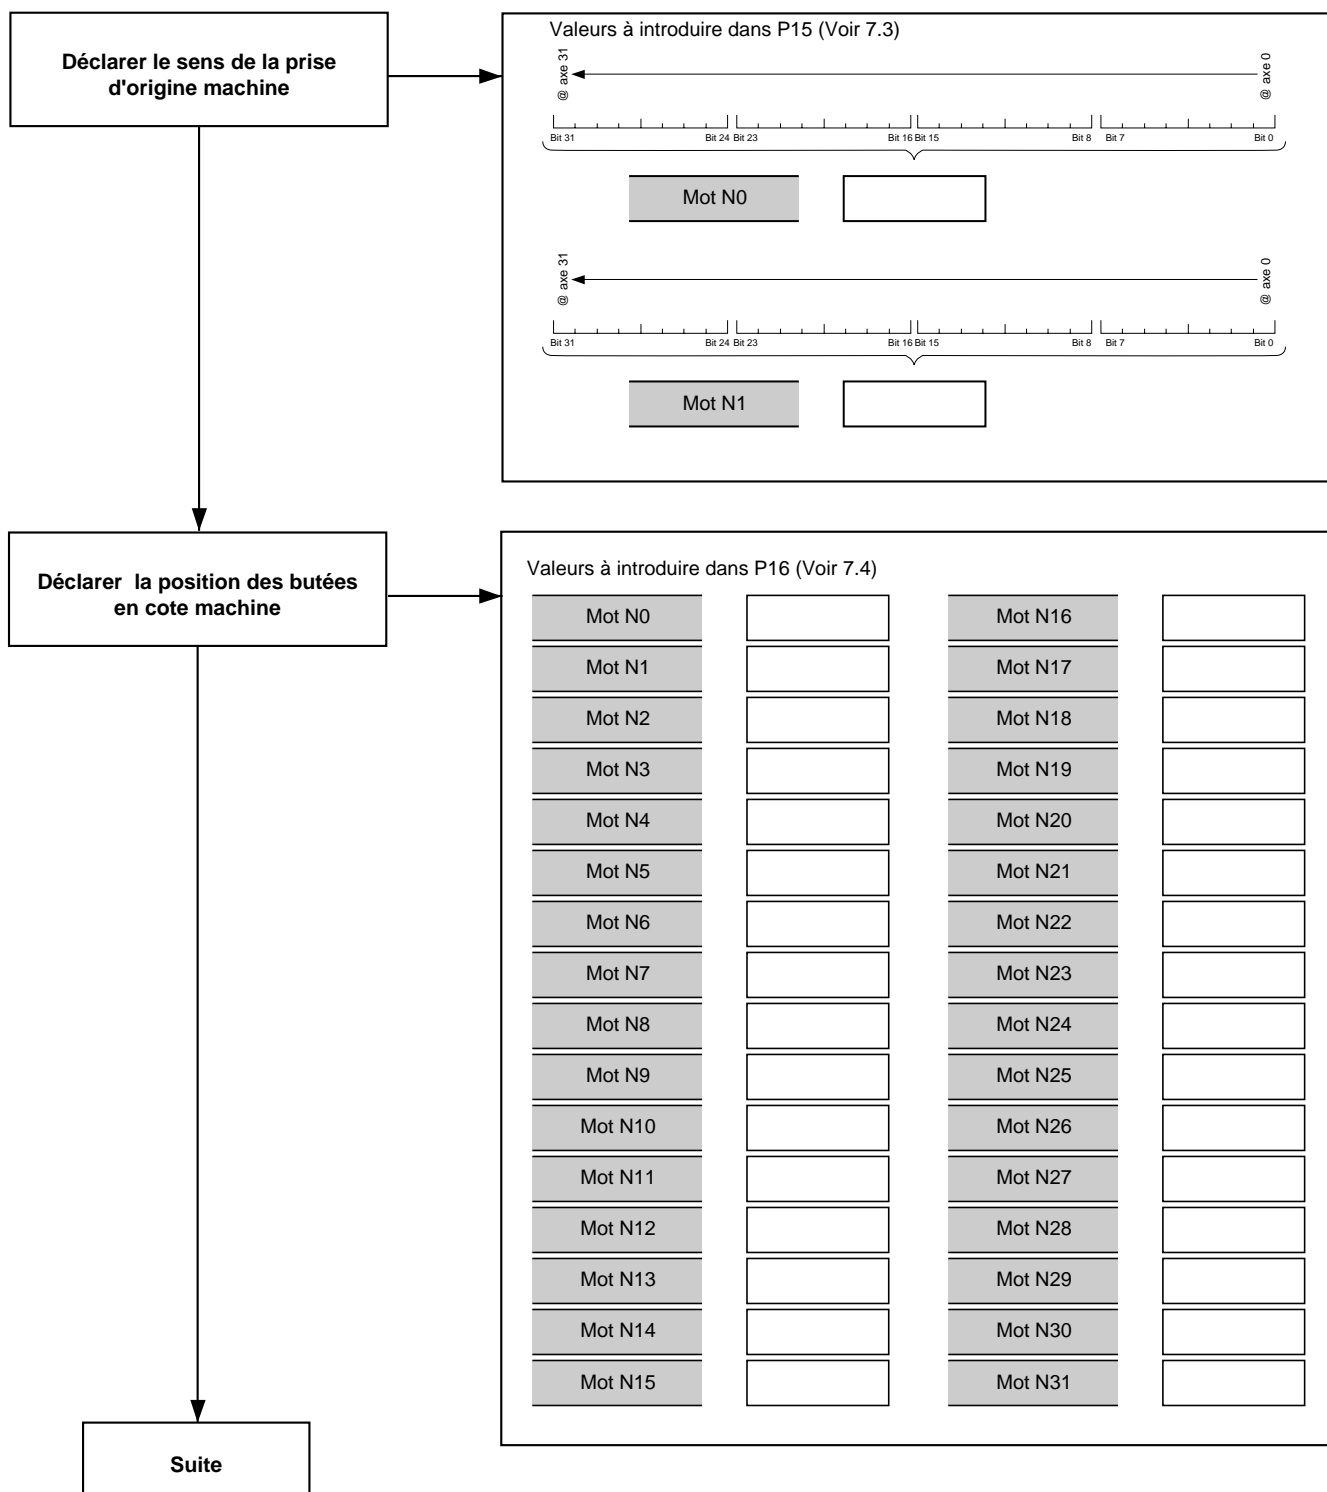 Déclarer le sens de la prise
d'origine machine
Valeurs à introduire dans P15 (Voir 7.3)
@ axe 31
@ axe 0
Bit 31 Bit 24 Bit 23 Bit 16 Bit 15 Bit 8 Bit 7 Bit 0
Mot N0
@ axe 31
@ axe 0
Bit 31 Bit 24 Bit 23 Bit 16 Bit 15 Bit 8 Bit 7 Bit 0
Mot N1
Déclarer la position des butées
en cote machine
Valeurs à introduire dans P16 (Voir 7.4)
Mot N0 Mot N16
Mot N1 Mot N17
Mot N2 Mot N18
Mot N3 Mot N19
Mot N4 Mot N20
Mot N5 Mot N21
Mot N6 Mot N22
Mot N7 Mot N23
Mot N8 Mot N24
Mot N9 Mot N25
Mot N10 Mot N26
Mot N11 Mot N27
Mot N12 Mot N28
Mot N13 Mot N29
Mot N14 Mot N30
Mot N15 Mot N31
Suite